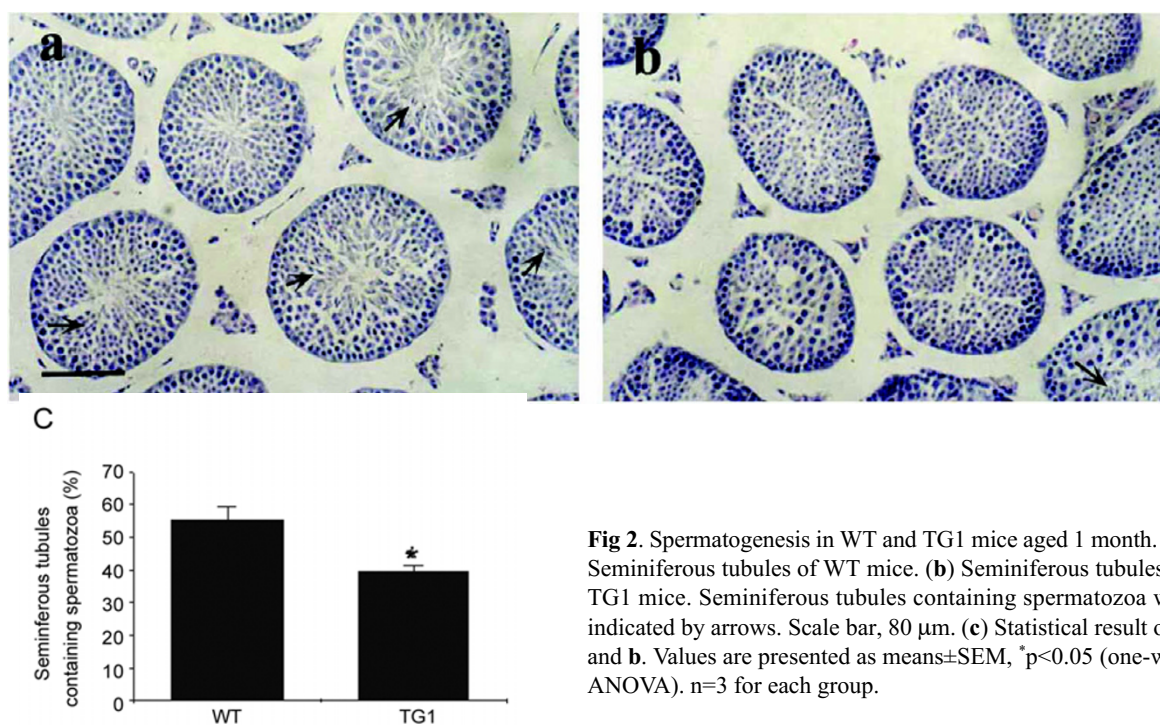 a
b
C
Seminferous tubules
containing spermatozoa (%)
70
60
50
40
30
20
10
0
*
WT
TG1
Fig 2. Spermatogenesis in WT and TG1 mice aged 1 month.
Seminiferous tubules of WT mice. (b) Seminiferous tubules
TG1 mice. Seminiferous tubules containing spermatozoa
indicated by arrows. Scale bar, 80 μm. (c) Statistical result
and b. Values are presented as means±SEM, *p<0.05
ANOVA). n=3 for each group.